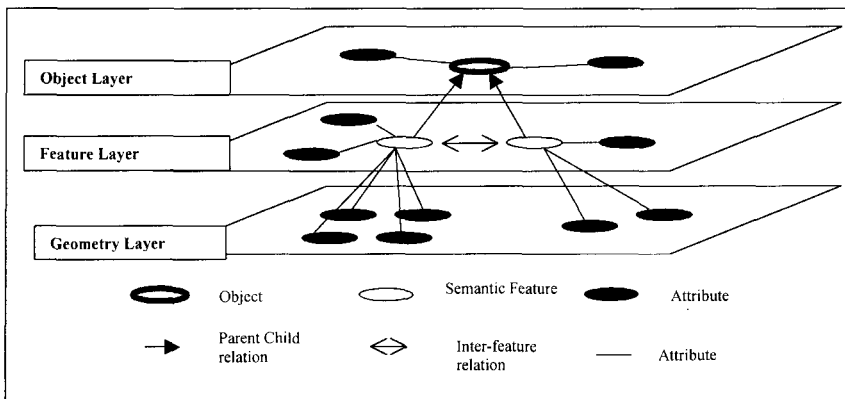 Object Layer
Feature Layer
Geometry Layer
Object
Semantic Feature
Attribute
Parent Child
relation
Inter-feature
relation
Attribute